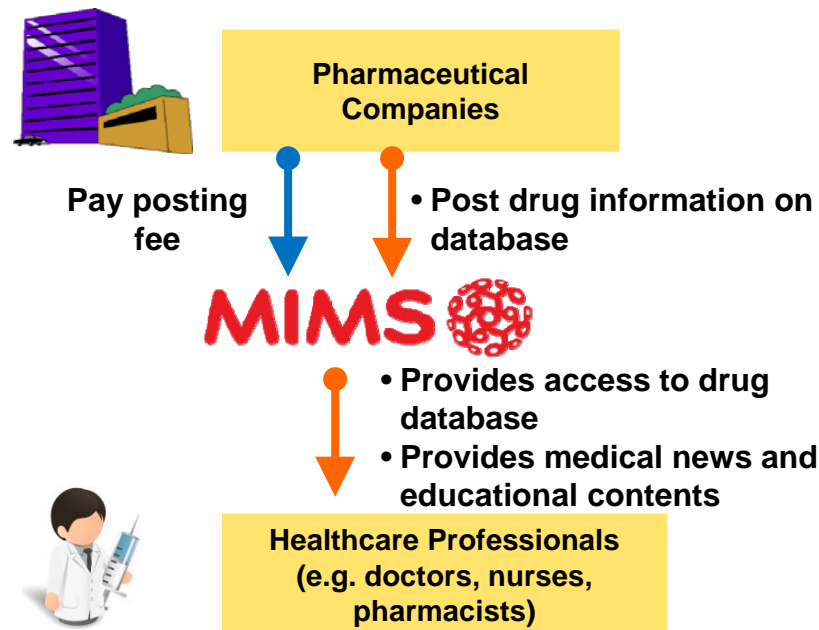 Pharmaceutical
Companies
Pay posting
fee
• Post drug information on
database
MIMS
• Provides access to drug
database
• Provides medical news and
educational contents
Healthcare Professionals
(e.g. doctors, nurses,
pharmacists)